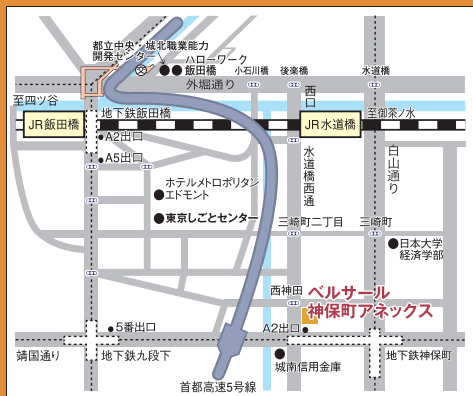 都立中央・城北職業能力
開発センター
ハローワーク
飯田橋
小石川橋
後楽橋
水道橋
外堀通り
至四ツ谷
地下鉄飯田橋
西口
至御茶ノ水
JR飯田橋
JR水道橋
A2出口
A5出口
水道橋西通
白山通り
ホテルメトロポリタン
エドモント
東京しごとセンター
三崎町二丁目
三崎町
日本大学
経済学部
西神田
ベルサール
神保町アネックス
5番出口
A2出口
靖国通り
地下鉄九段下
城南信用金庫
地下鉄神保町
首都高速5号線